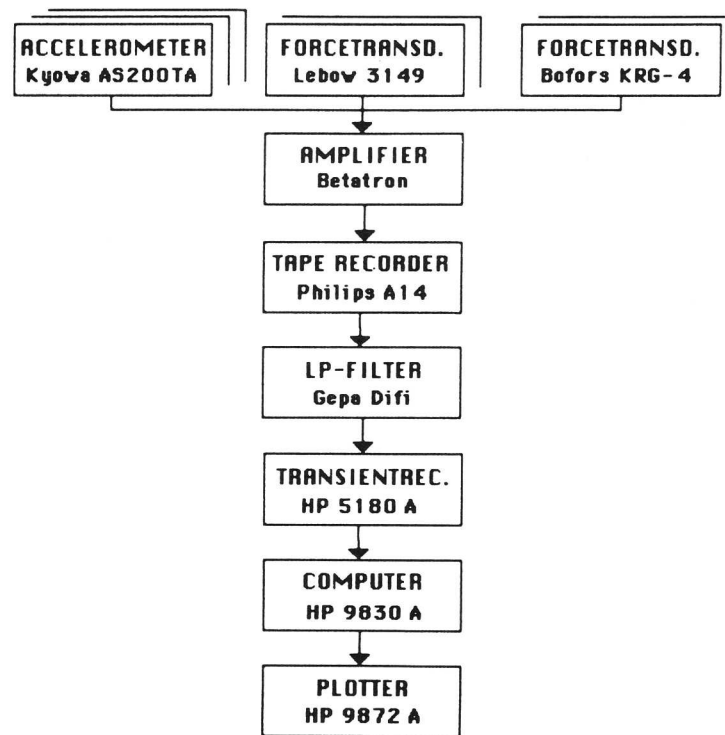 ACCELEROMETER
Kyowa AS200TA
FORCETRANSD.
Lebow 3149
FORCETRANSD.
Bofors KRG-4
AMPLIFIER
Betatron
TAPE RECORDER
Philips A14
LP-FILTER
Gepa Difi
TRANSIENTREC.
HP 5180 A
COMPUTER
HP 9830 A
PLOTTER
HP 9872 A